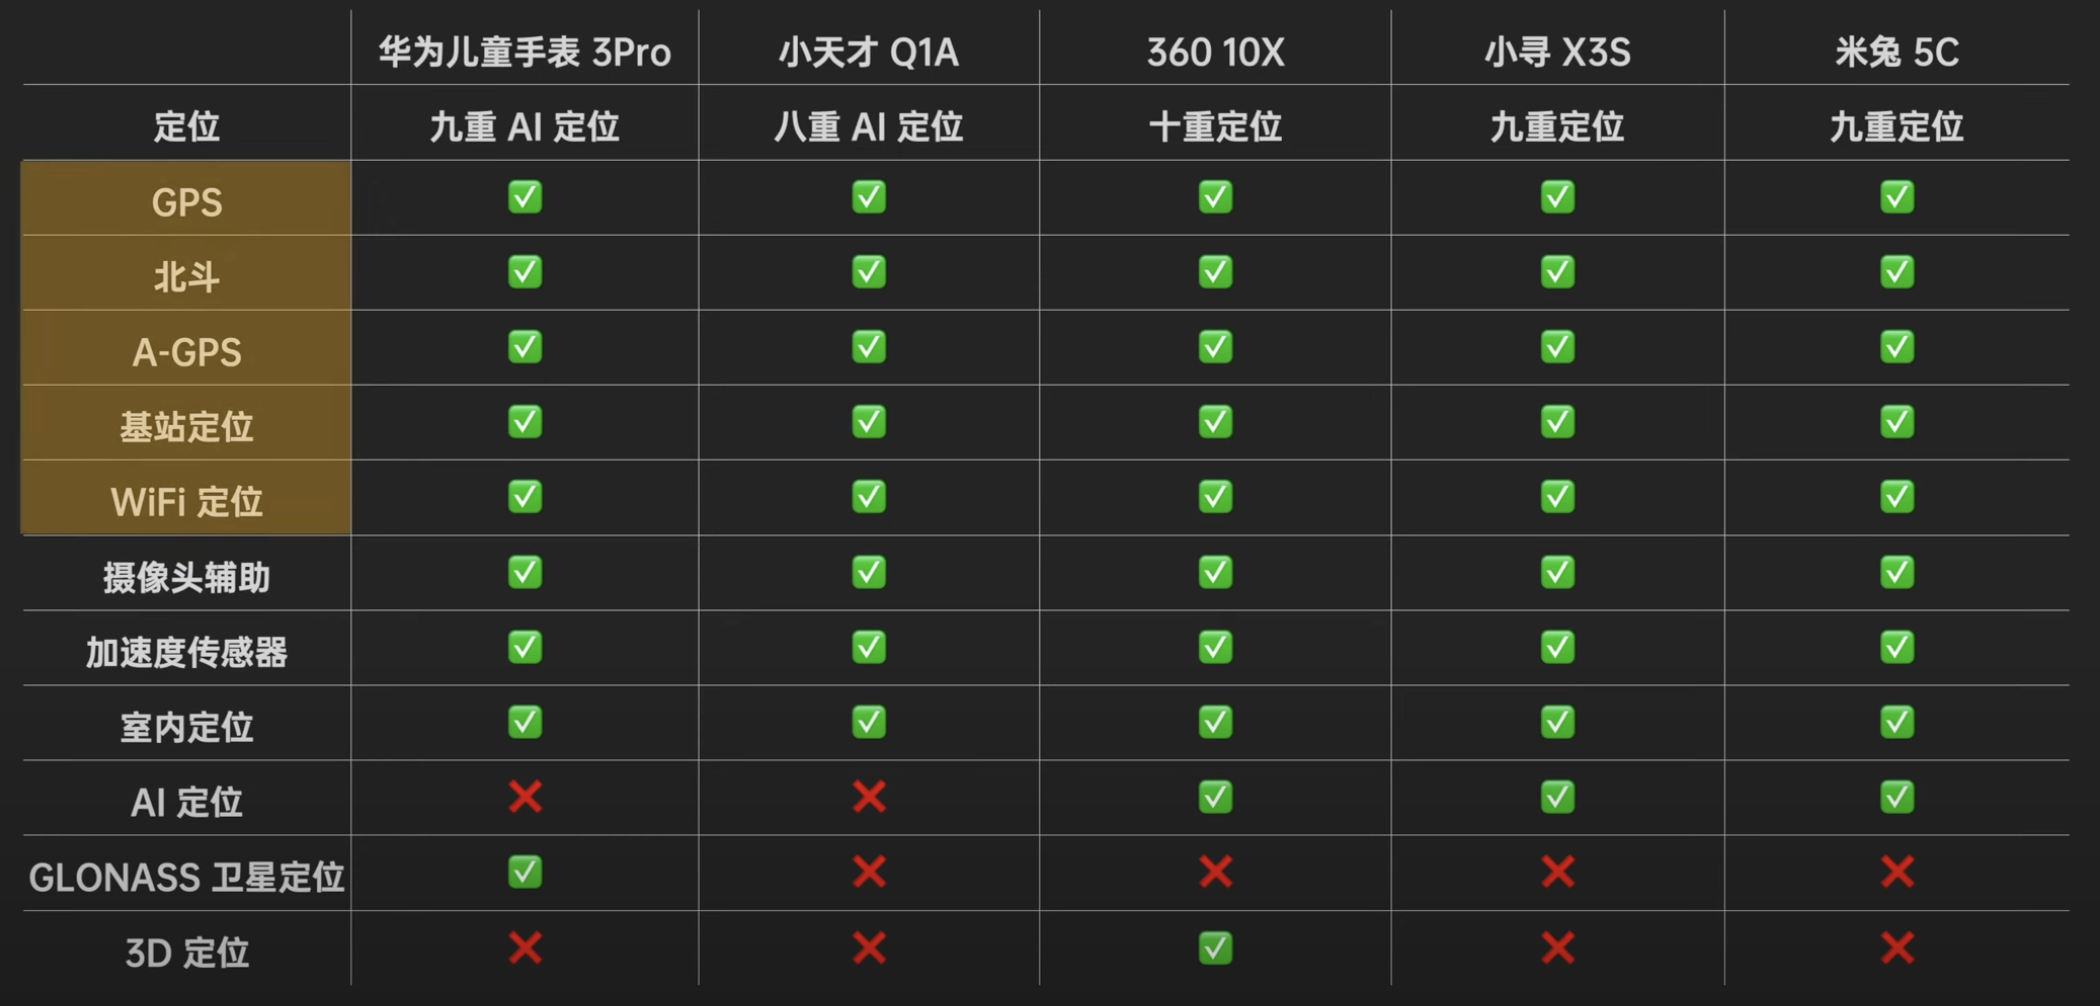 华为儿童手表 3Pro 小天才 Q1A 360 10X 小寻 X3S 米兔 5C
定位 九重 AI 定位 八重 AI 定位 十重定位 九重定位 九重定位
GPS ✅ ✅ ✅ ✅ ✅
北斗 ✅ ✅ ✅ ✅ ✅
A-GPS ✅ ✅ ✅ ✅ ✅
基站定位 ✅ ✅ ✅ ✅ ✅
WiFi 定位 ✅ ✅ ✅ ✅ ✅
摄像头辅助 ✅ ✅ ✅ ✅ ✅
加速度传感器 ✅ ✅ ✅ ✅ ✅
室内定位 ✅ ✅ ✅ ✅ ✅
AI 定位 ❌ ❌ ✅ ✅ ✅
GLONASS 卫星定位 ✅ ❌ ❌ ❌ ❌
3D 定位 ❌ ❌ ✅ ❌ ❌